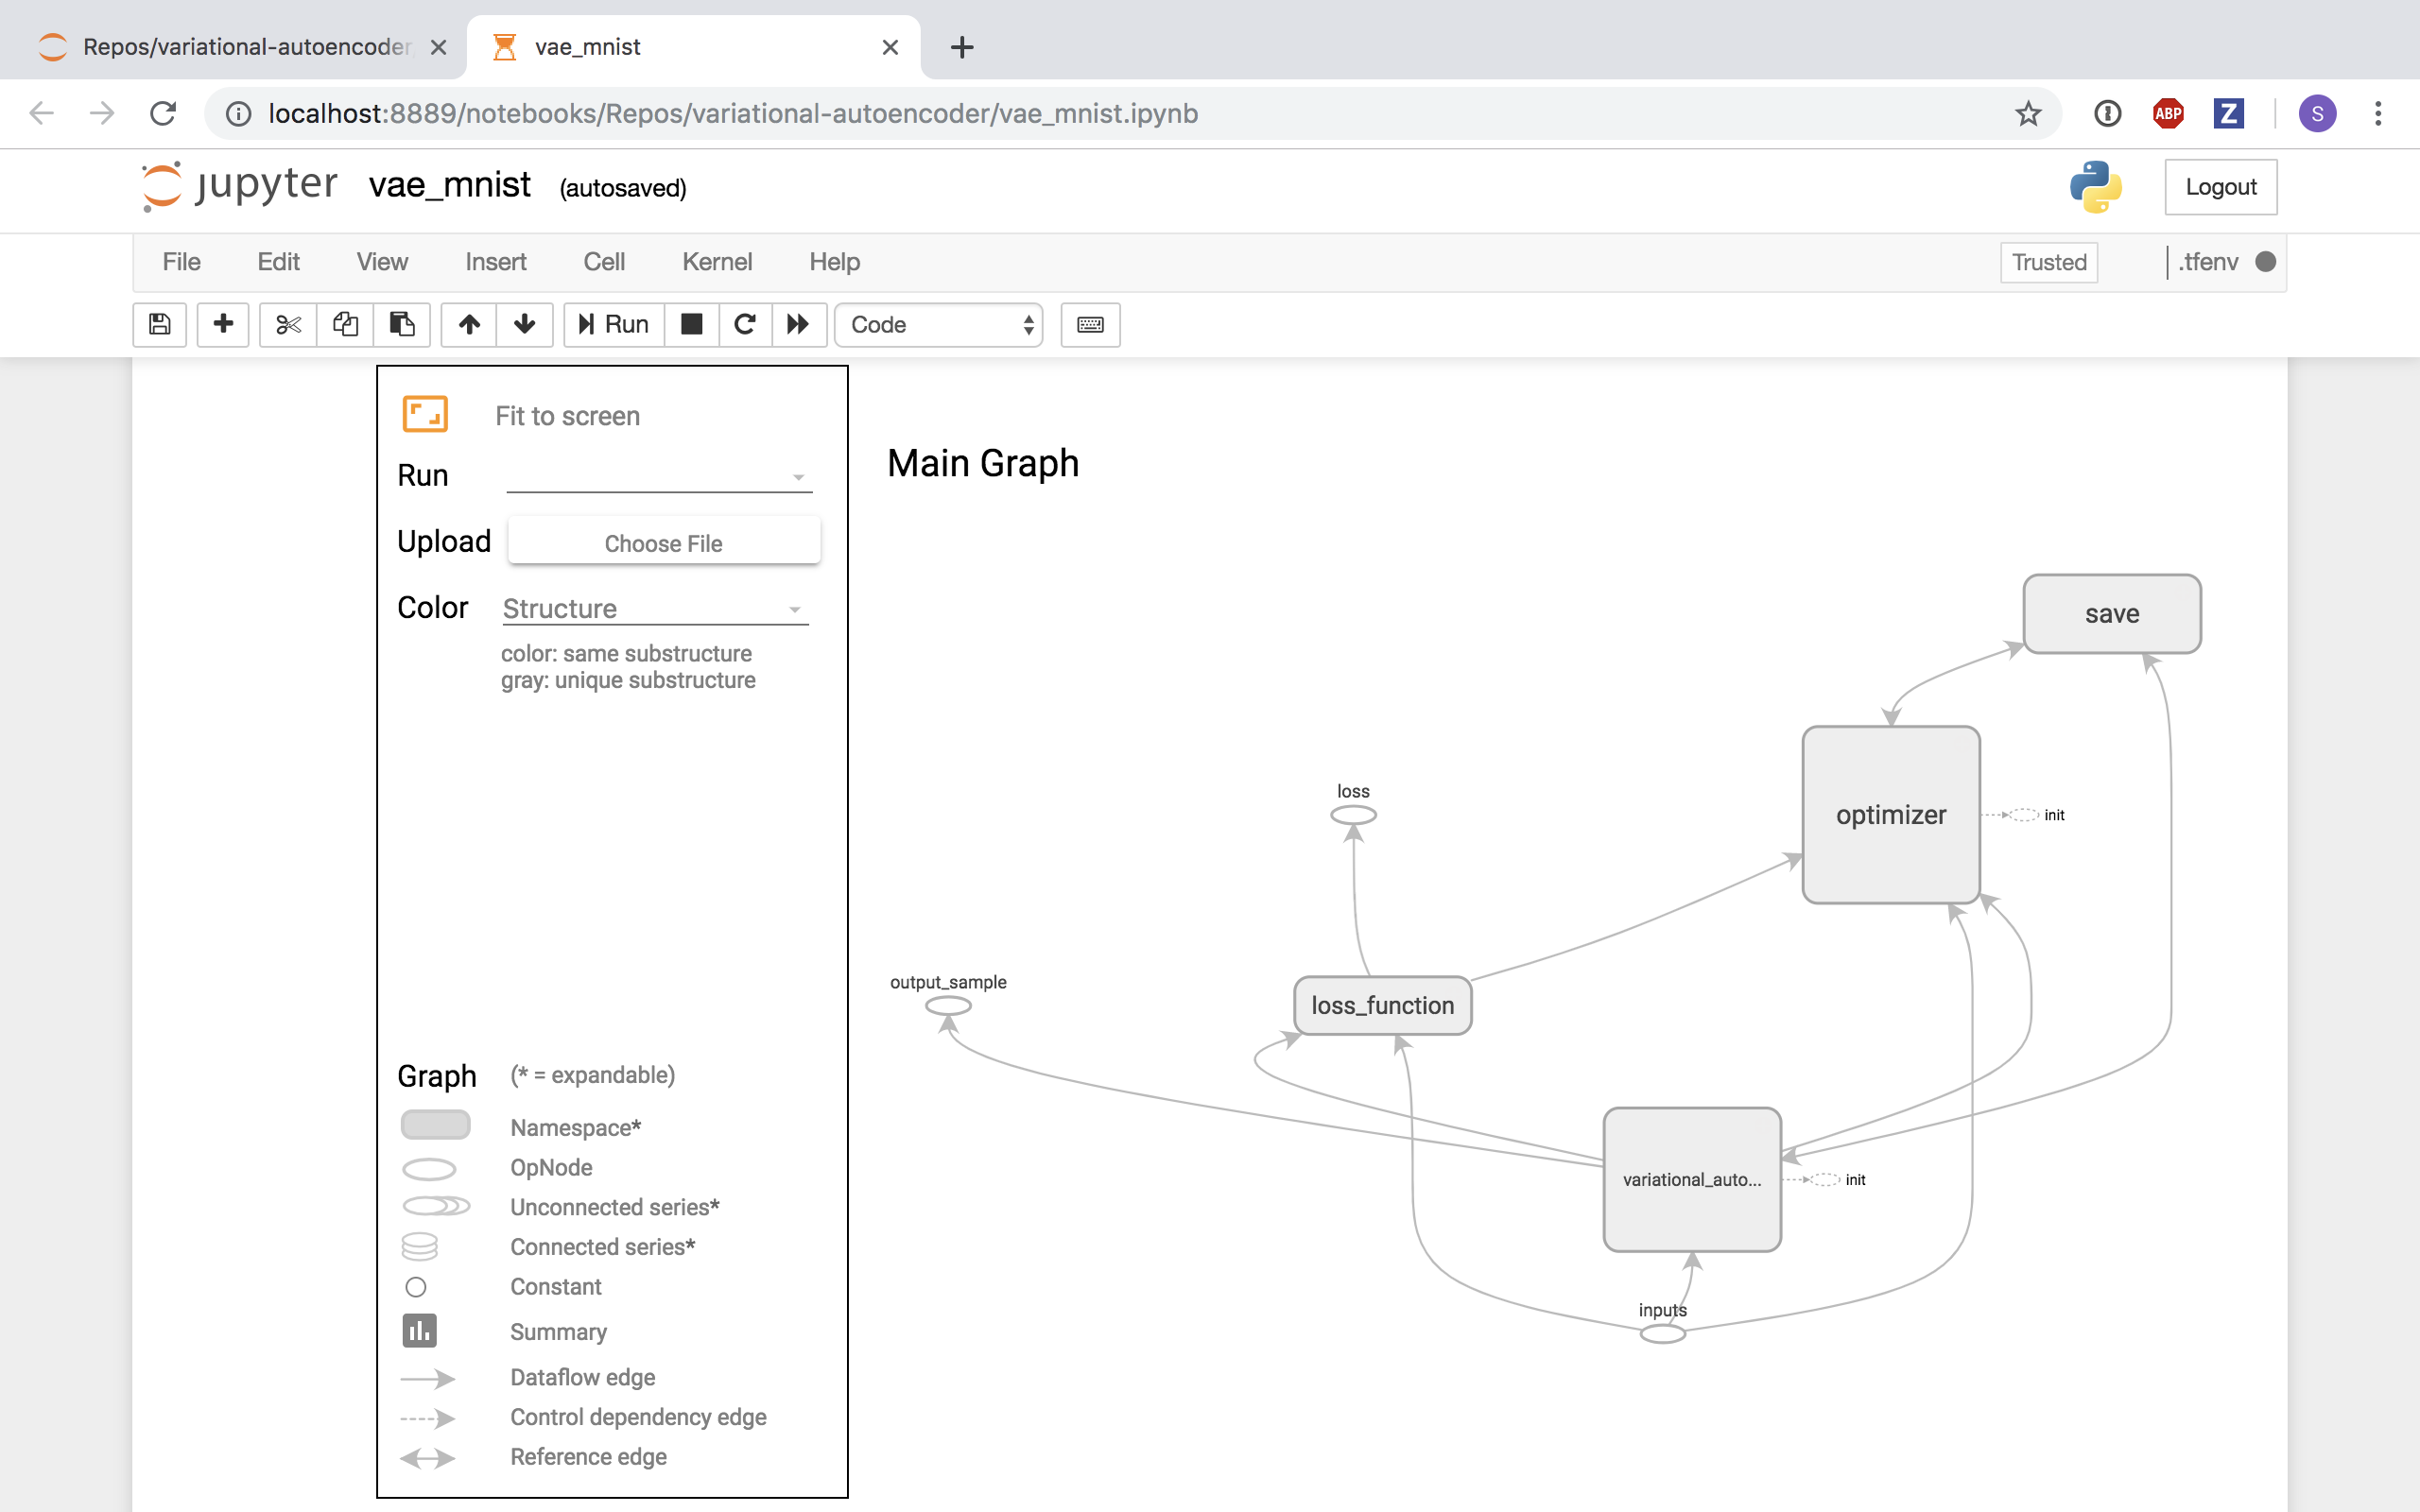 Repos/variational-autoencoder
vae_mnist
localhost:8889/notebooks/Repos/variational-autoencoder/vae_mnist.ipynb
ABP
Z
S
jupyter vae_mnist (autosaved)
Logout
File Edit View Insert Cell Kernel Help
Trusted
.tfenv
Run
Code
Fit to screen
Run
Upload Choose File
Color Structure
color: same substructure
gray: unique substructure
Graph (* = expandable)
Namespace*
OpNode
Unconnected series*
Connected series*
Constant
Summary
Dataflow edge
Control dependency edge
Reference edge
Main Graph
save
optimizer
init
loss
output_sample
loss_function
variational_auto...
init
inputs